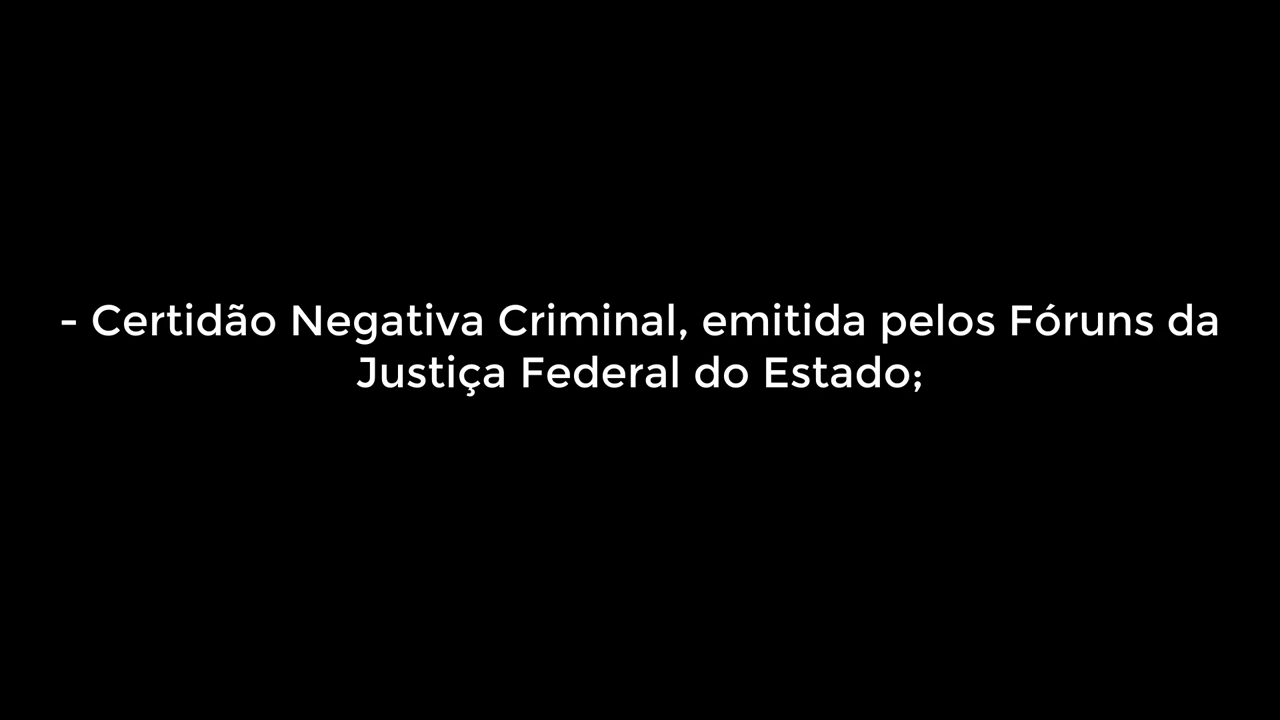 - Certidão Negativa Criminal, emitida pelos Fóruns da
Justiça Federal do Estado;